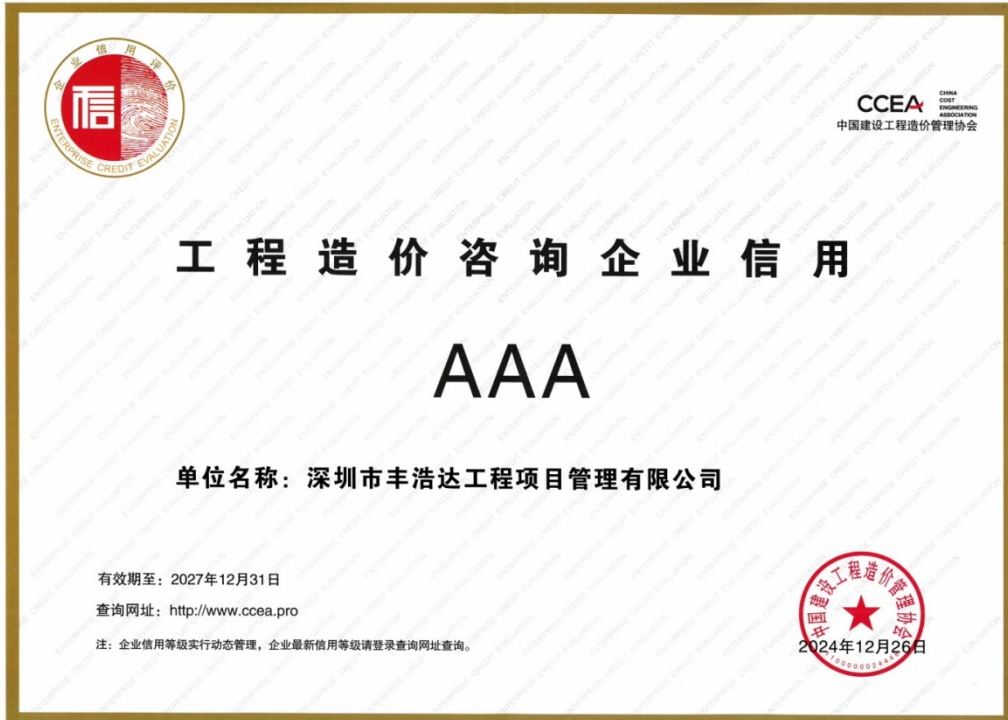 企业信用评价
信
ENTERPRISE CREDIT EVALUATION
CCEA
CHINA
COST
ENGINEERING
ASSOCIATION
中国建设工程造价管理协会
工程造价咨询企业信用
AAA
单位名称：深圳市丰浩达工程项目管理有限公司
有效期至：2027年12月31日
查询网址：http://www.ccea.pro
注：企业信用等级实行动态管理，企业最新信用等级请登录查询网址查询。
中国建设工程造价管理协会
2024年12月26日